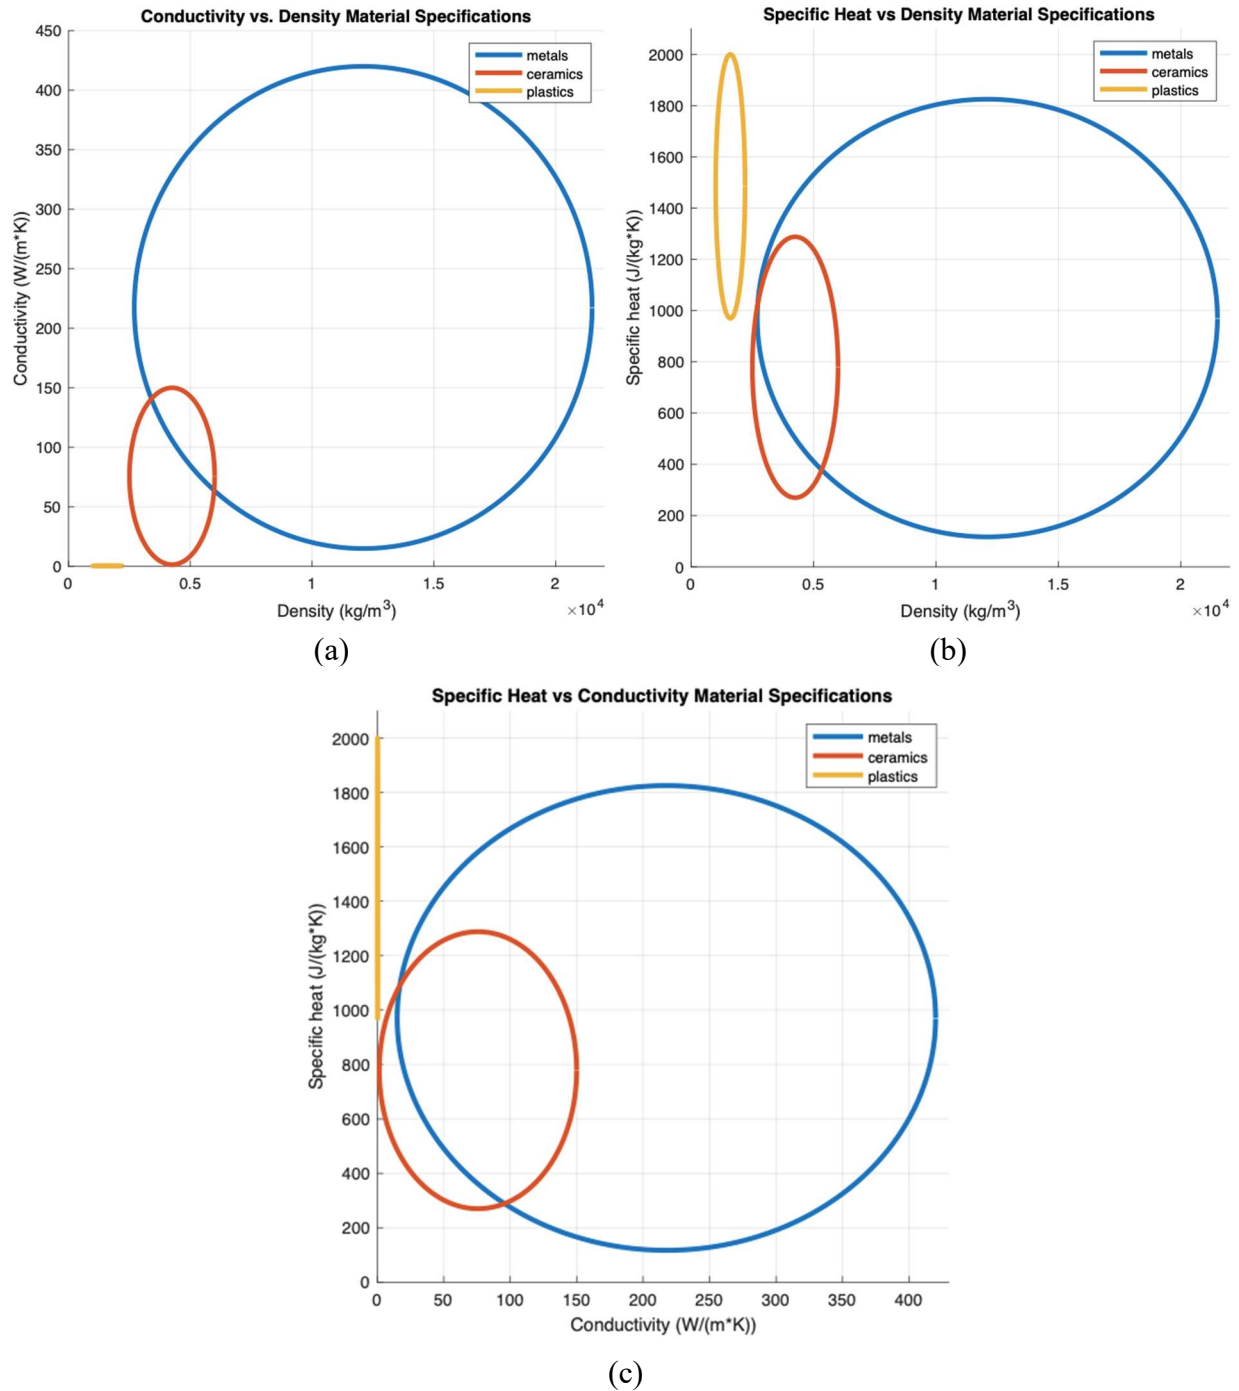 Conductivity vs. Density Material Specifications
metals
ceramics
plastics
Conductivity (W/(m*K))
450
400
350
300
250
200
150
100
50
0
0 0.5 1 1.5 2
Density (kg/m³)
×10⁴
(a)
Specific Heat vs Density Material Specifications
metals
ceramics
plastics
Specific heat (J/(kg*K))
2000
1800
1600
1400
1200
1000
800
600
400
200
0
0 0.5 1 1.5 2
Density (kg/m³)
×10⁴
(b)
Specific Heat vs Conductivity Material Specifications
metals
ceramics
plastics
Specific heat (J/(kg*K))
2000
1800
1600
1400
1200
1000
800
600
400
200
0
0 50 100 150 200 250 300 350 400
Conductivity (W/(m*K))
(c)